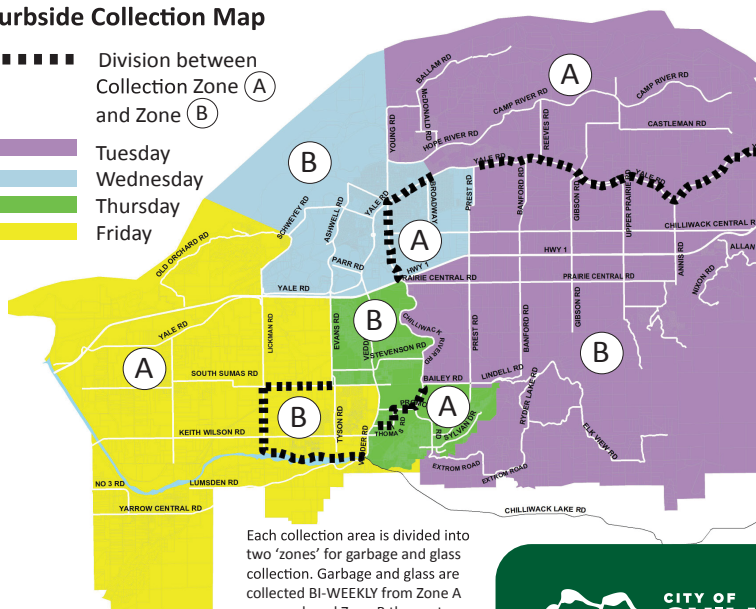 urbside Collection Map
Division between
Collection Zone A
and Zone B
Tuesday
Wednesday
Thursday
Friday
BALLAM RD
McDONALD RD
YOUNG RD
HOPE RIVER RD
CAMP RIVER RD
REEVES RD
CAMP RIVER RD
CASTLEMAN RD
A
B
YALE RD
YALE RD
YALE RD
BROADWAY
PREST RD
BANFORD RD
GIBSON RD
UPPER PRAIRIE RD
ANNIS RD
CHILLIWACK CENTRAL R
ALLAN
NIXON RD
SCHWEYEY RD
ASHWELL RD
PARR RD
OLD ORCHARD RD
A
HWY 1
HWY 1
PRAIRIE CENTRAL RD
RAIRIE CENTRAL RD
YALE RD
YALE RD
LICKMAN RD
EVANS RD
VEDD
B
CHILLIWACK
RIVER RD
STEVENSON RD
PREST RD
BANFORD RD
GIBSON RD
B
A
SOUTH SUMAS RD
BAILEY RD
LINDELL RD
RYDER LAKE RD
ELK VIEW RD
B
TYSON RD
VEDDER RD
PROMO
THOMA
S RD
A
RD
SYLVAN DR
KEITH WILSON RD
EXTROM ROAD
EXTROM ROAD
NO 3 RD
LUMSDEN RD
YARROW CENTRAL RD
CHILLIWACK LAKE RD
Each collection area is divided into
two ‘zones’ for garbage and glass
collection. Garbage and glass are
collected BI-WEEKLY from Zone A
CITY OF